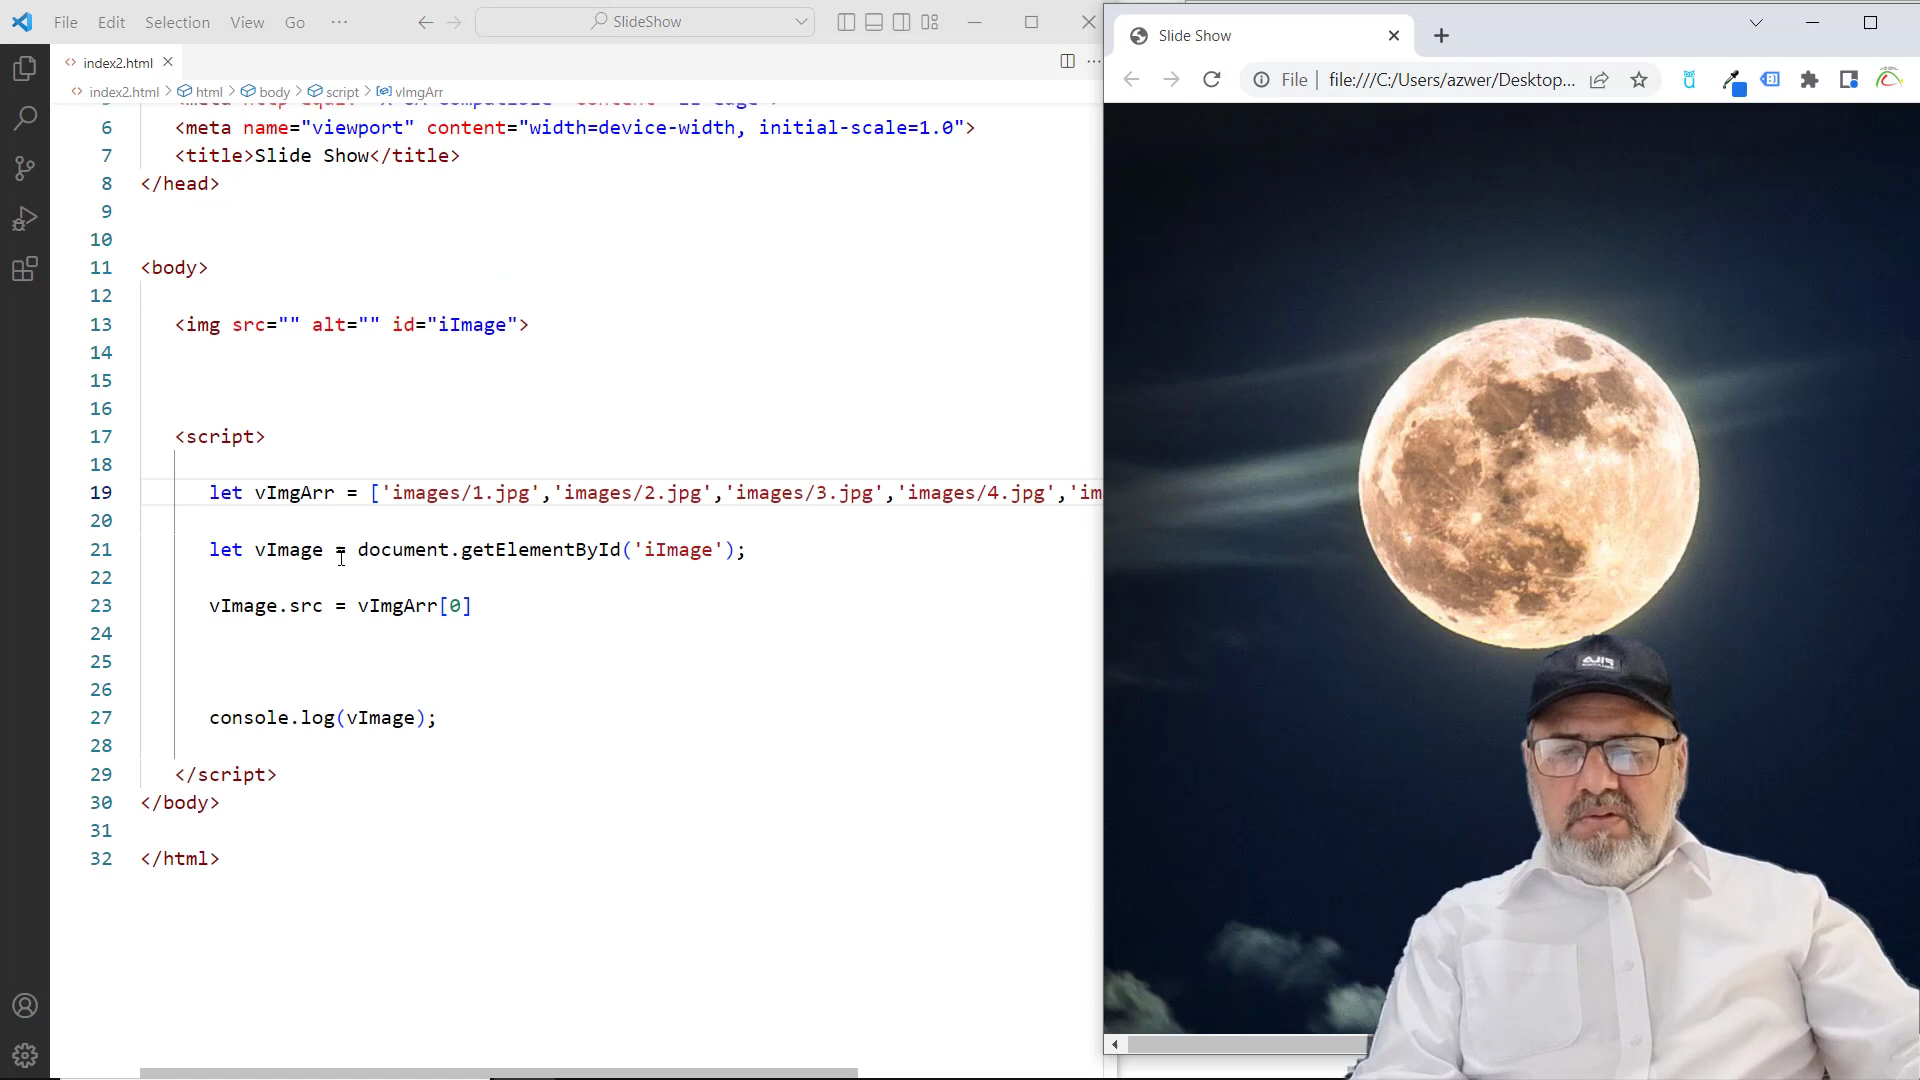 File Edit Selection View Go ··· SlideShow
Slide Show
index2.html
File file:///C:/Users/azwer/Desktop...
index2.html > html > body > script > vImgArr
6 <meta name="viewport" content="width=device-width, initial-scale=1.0">
7 <title>Slide Show</title>
8 </head>
9
10
11 <body>
12
13 <img src="" alt="" id="iImage">
14
15
16
17 <script>
18
19 let vImgArr = ['images/1.jpg','images/2.jpg','images/3.jpg','images/4.jpg','im
20
21 let vImage = document.getElementById('iImage');
22
23 vImage.src = vImgArr[0]
24
25
26
27 console.log(vImage);
28
29 </script>
30 </body>
31
32 </html>